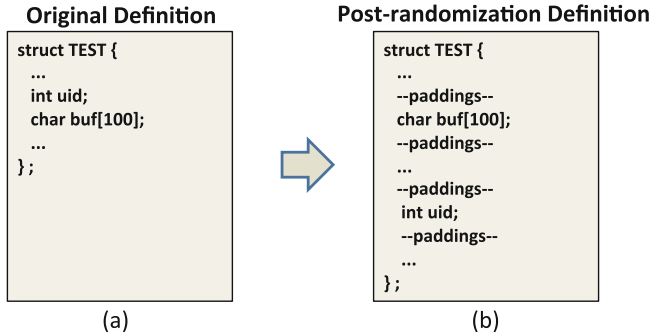 Original Definition
struct TEST {
...
int uid;
char buf[100];
...
} ;
(a)
Post-randomization Definition
struct TEST {
...
--paddings--
char buf[100];
--paddings--
...
--paddings--
int uid;
--paddings--
...
} ;
(b)